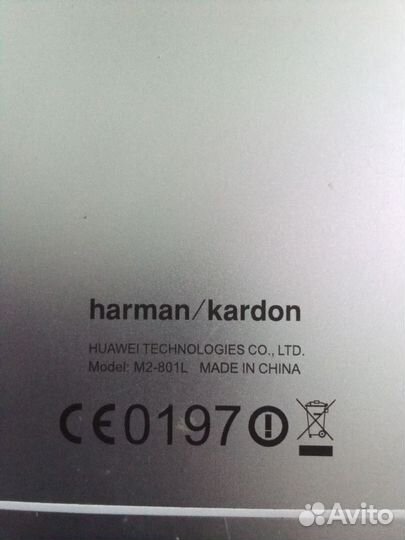 harman/kardon
HUAWEI TECHNOLOGIES CO., LTD.
Model: M2-801L MADE IN CHINA
CE0197
Avito